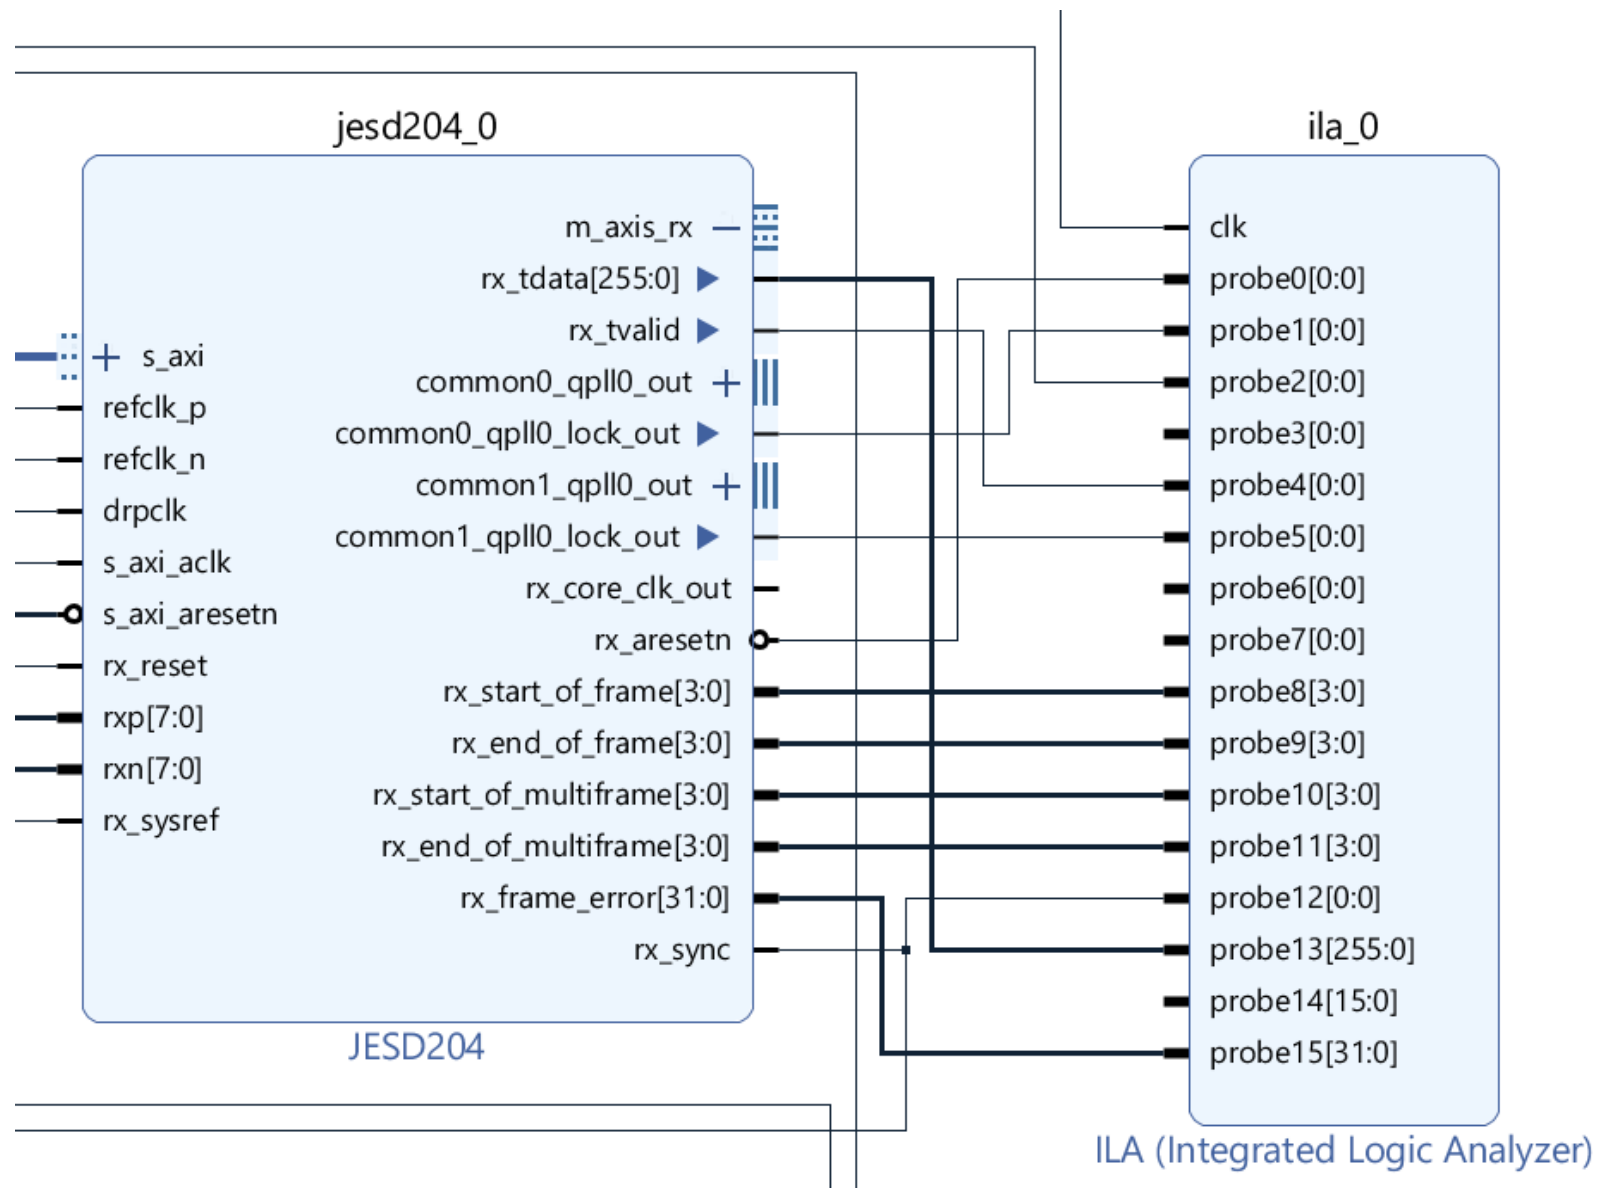 jesd204_0
m_axis_rx
rx_tdata[255:0]
rx_tvalid
s_axi
common0_qpll0_out
refclk_p
common0_qpll0_lock_out
refclk_n
common1_qpll0_out
drpclk
common1_qpll0_lock_out
s_axi_aclk
rx_core_clk_out
s_axi_aresetn
rx_aresetn
rx_reset
rx_start_of_frame[3:0]
rxp[7:0]
rx_end_of_frame[3:0]
rxn[7:0]
rx_start_of_multiframe[3:0]
rx_sysref
rx_end_of_multiframe[3:0]
rx_frame_error[31:0]
rx_sync
JESD204
ila_0
clk
probe0[0:0]
probe1[0:0]
probe2[0:0]
probe3[0:0]
probe4[0:0]
probe5[0:0]
probe6[0:0]
probe7[0:0]
probe8[3:0]
probe9[3:0]
probe10[3:0]
probe11[3:0]
probe12[0:0]
probe13[255:0]
probe14[15:0]
probe15[31:0]
ILA (Integrated Logic Analyzer)